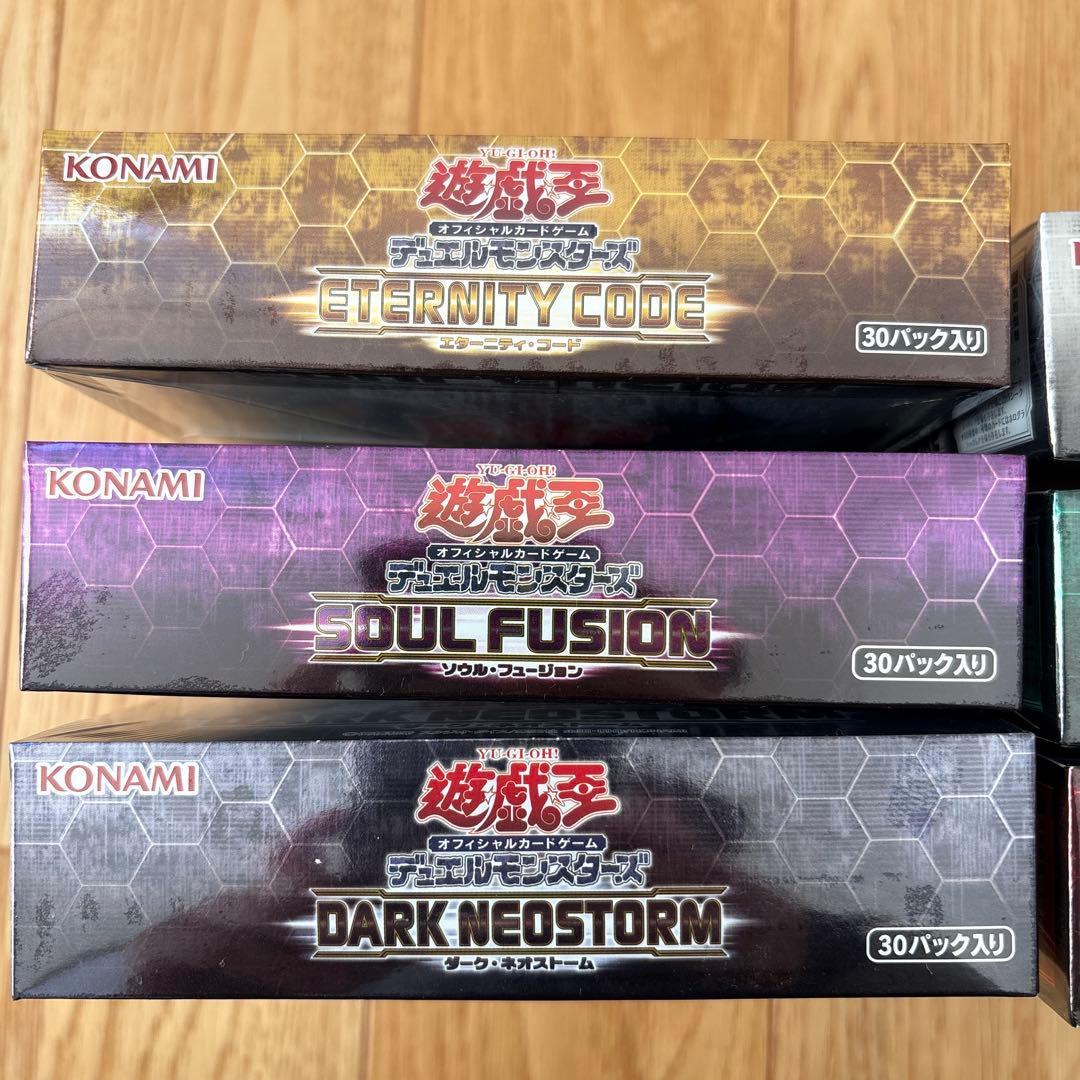 KONAMI
YU-GI-OH!
遊戯王
オフィシャルカードゲーム
デュエルモンスターズ
ETERNITY CODE
エターニティ・コード
30パック入り
KONAMI
YU-GI-OH!
遊戯王
オフィシャルカードゲーム
デュエルモンスターズ
SOUL FUSION
ソウル・フュージョン
30パック入り
DARK NEOSTORM
KONAMI
YU-GI-OH!
遊戯王
オフィシャルカードゲーム
デュエルモンスターズ
DARK NEOSTORM
ダーク・ネオストーム
30パック入り